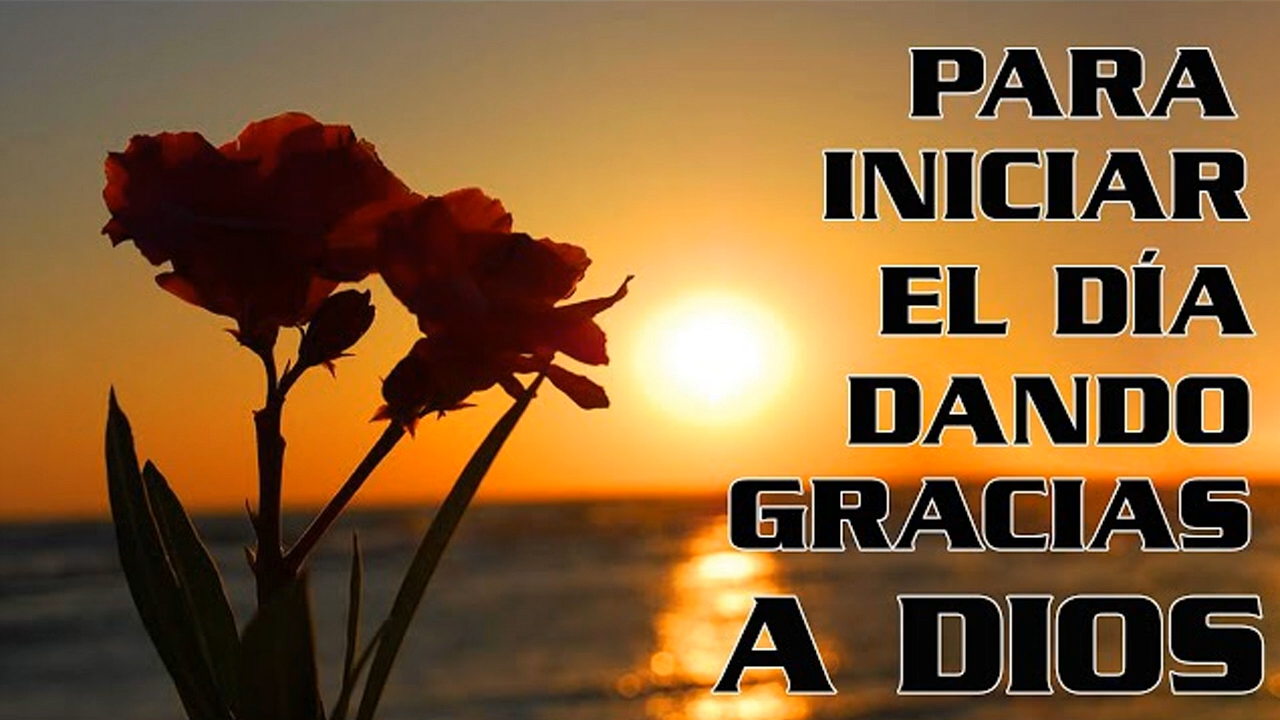 PARA
INICIAR
EL DÍA
DANDO
GRACIAS
A DIOS